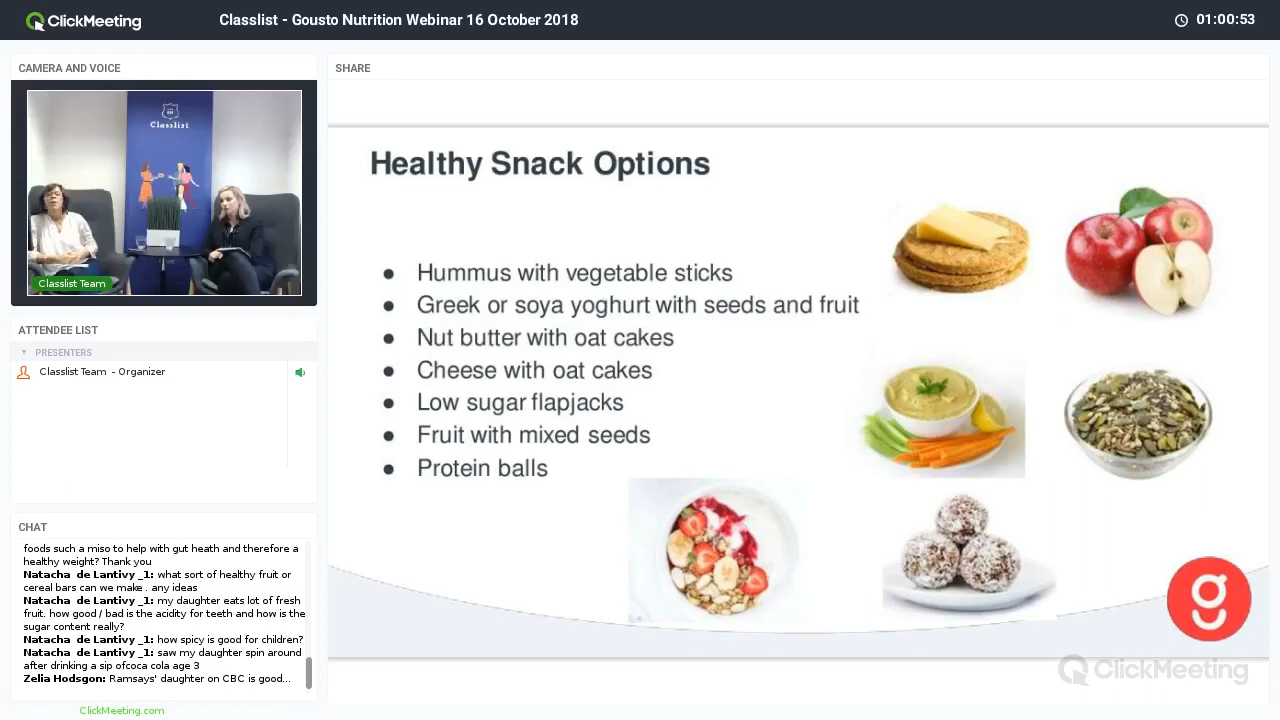 ClickMeeting
Classlist - Gousto Nutrition Webinar 16 October 2018
01:00:53
CAMERA AND VOICE
Classlist
Classlist Team
ATTENDEE LIST
PRESENTERS
Classlist Team - Organizer
CHAT
foods such a miso to help with gut heath and therefore a
healthy weight? Thank you
Natacha de Lantivy _1: what sort of healthy fruit or
cereal bars can we make . any ideas
Natacha de Lantivy _1: my daughter eats lot of fresh
fruit. how good / bad is the acidity for teeth and how is the
sugar content really?
Natacha de Lantivy _1: how spicy is good for children?
Natacha de Lantivy _1: saw my daughter spin around
after drinking a sip ofcoca cola age 3
Zelia Hodsgon: Ramsays' daughter on CBC is good...
ClickMeeting.com
SHARE
Healthy Snack Options
● Hummus with vegetable sticks
● Greek or soya yoghurt with seeds and fruit
● Nut butter with oat cakes
● Cheese with oat cakes
● Low sugar flapjacks
● Fruit with mixed seeds
● Protein balls
g
ClickMeeting